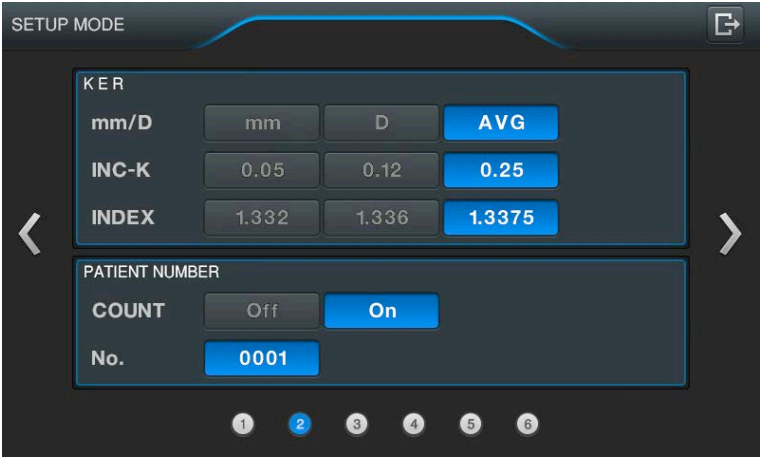 SETUP MODE
KER
mm/D mm D AVG
INC-K 0.05 0.12 0.25
INDEX 1.332 1.336 1.3375
PATIENT NUMBER
COUNT Off On
No. 0001
1 2 3 4 5 6